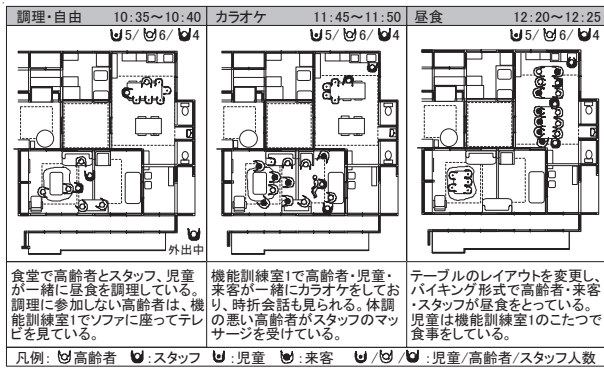 調理・自由 10:35～10:40
5/ 6/ 4
外出中
食堂で高齢者とスタッフ、児童
が一緒に昼食を調理している。
調理に参加しない高齢者は、機
能訓練室1でソファに座ってテレ
ビを見ている。
カラオケ 11:45～11:50
5/ 6/ 4
機能訓練室1で高齢者・児童・
来客が一緒にカラオケをしてお
り、時折会話も見られる。体調
の悪い高齢者がスタッフのマッ
サージを受けている。
昼食 12:20～12:25
5/ 6/ 4
テーブルのレイアウトを変更し、
バイキング形式で高齢者・来客
・スタッフが昼食をとっている。
児童は機能訓練室1のこたつで
食事をしている。
凡例: :高齢者 :スタッフ :児童 :来客 / / :児童/高齢者/スタッフ人数